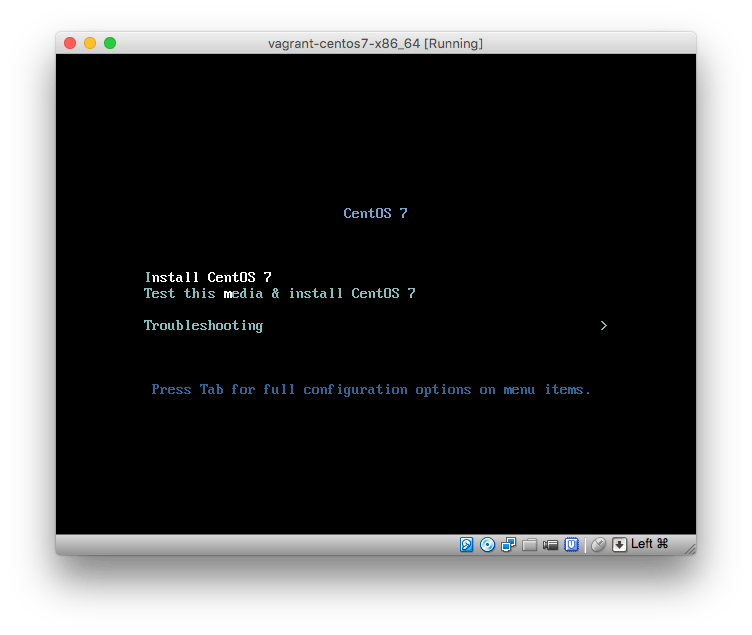 vagrant-centos7-x86_64 [Running]
CentOS 7
Install CentOS 7
Test this media & install CentOS 7
Troubleshooting >
Press Tab for full configuration options on menu items.
Left ⌘